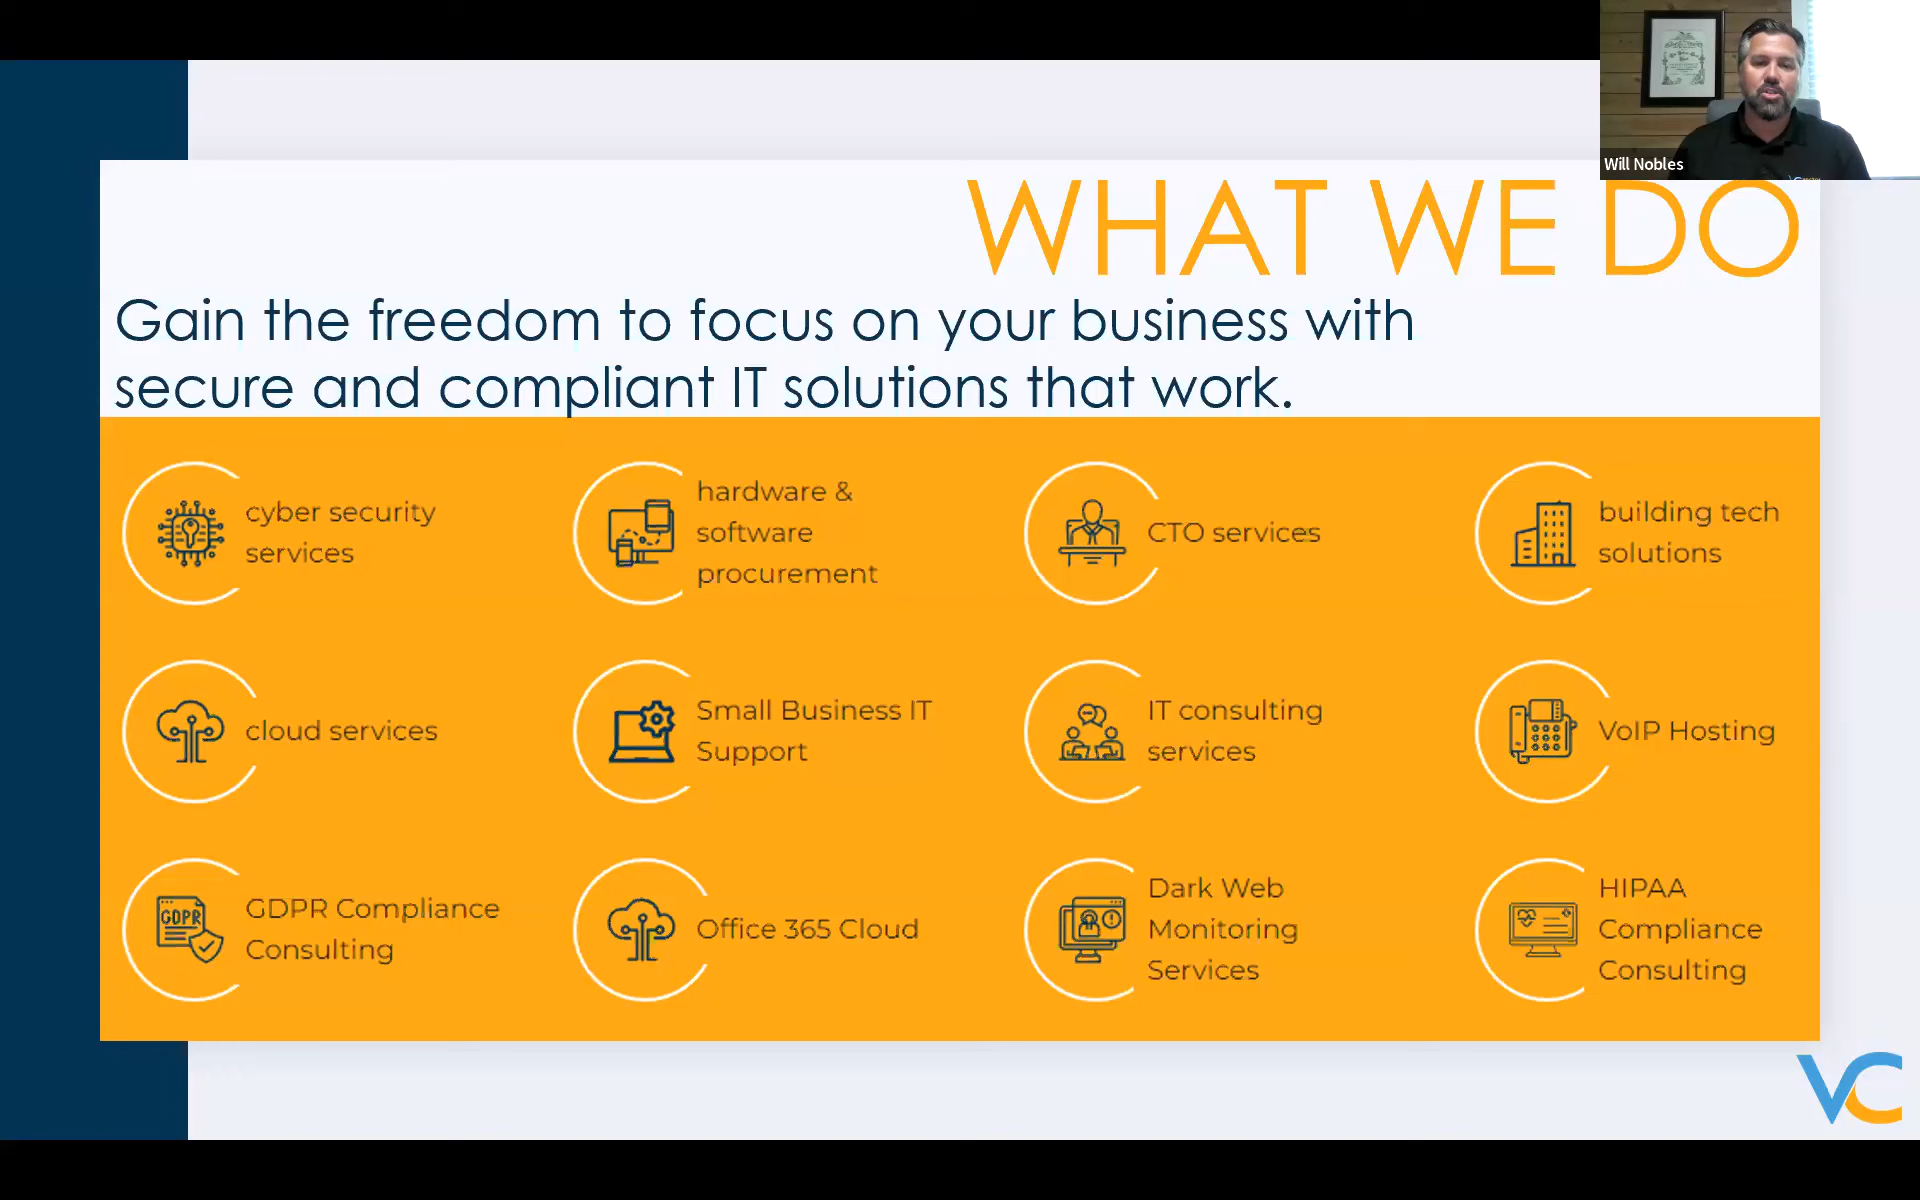 Will Nobles
WHAT WE DO
Gain the freedom to focus on your business with
secure and compliant IT solutions that work.
cyber security
services
hardware &
software
procurement
CTO services
building tech
solutions
cloud services
Small Business IT
Support
IT consulting
services
VoIP Hosting
GDPR
GDPR Compliance
Consulting
Office 365 Cloud
Dark Web
Monitoring
Services
HIPAA
Compliance
Consulting
VC